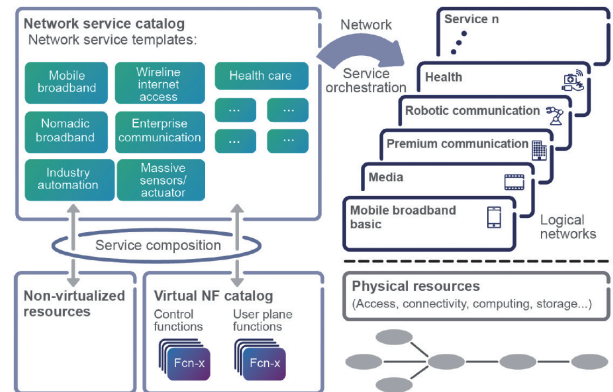 Network service catalog
Network service templates:
Mobile
broadband
Wireline
internet
access
Health care
...
...
Nomadic
broadband
Enterprise
communication
...
...
Industry
automation
Massive
sensors/
actuator
Network
Service
orchestration
Service n
Health
Robotic communication
Premium communication
Media
Mobile broadband
basic
Logical
networks
Service composition
Non-virtualized
resources
Virtual NF catalog
Control
functions
User plane
functions
Fcn-x
Fcn-x
Physical resources
(Access, connectivity, computing, storage...)